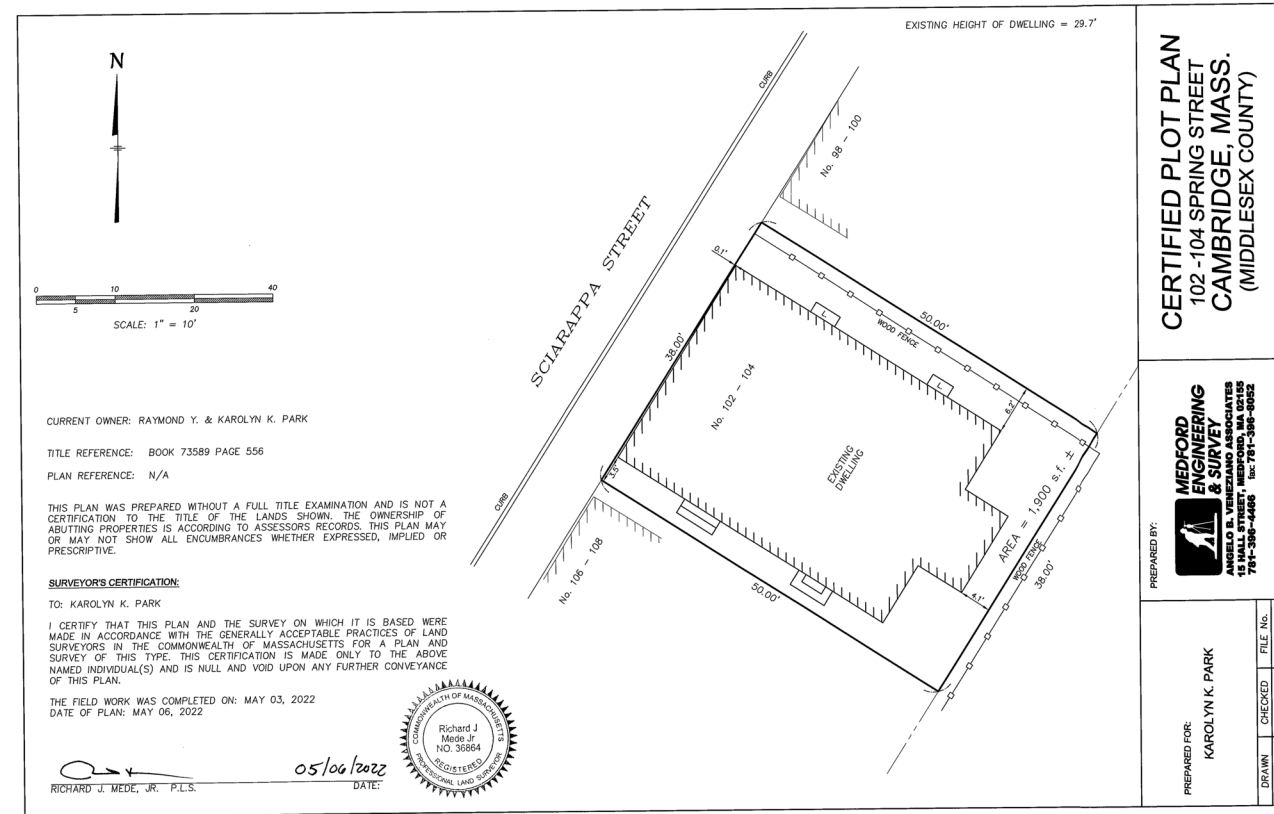 EXISTING HEIGHT OF DWELLING = 29.7'
N
0 10 40
5 20
SCALE: 1" = 10'
CURRENT OWNER: RAYMOND Y. & KAROLYN K. PARK
TITLE REFERENCE: BOOK 73589 PAGE 556
PLAN REFERENCE: N/A
THIS PLAN WAS PREPARED WITHOUT A FULL TITLE EXAMINATION AND IS NOT A
CERTIFICATION TO THE TITLE OF THE LANDS SHOWN. THE OWNERSHIP OF
ABUTTING PROPERTIES IS ACCORDING TO ASSESSORS RECORDS. THIS PLAN MAY
OR MAY NOT SHOW ALL ENCUMBRANCES WHETHER EXPRESSED, IMPLIED OR
PRESCRIPTIVE.
SURVEYOR'S CERTIFICATION:
TO: KAROLYN K. PARK
I CERTIFY THAT THIS PLAN AND THE SURVEY ON WHICH IT IS BASED WERE
MADE IN ACCORDANCE WITH THE GENERALLY ACCEPTABLE PRACTICES OF LAND
SURVEYORS IN THE COMMONWEALTH OF MASSACHUSETTS FOR A PLAN AND
SURVEY OF THIS TYPE. THIS CERTIFICATION IS MADE ONLY TO THE ABOVE
NAMED INDIVIDUAL(S) AND IS NULL AND VOID UPON ANY FURTHER CONVEYANCE
OF THIS PLAN.
THE FIELD WORK WAS COMPLETED ON: MAY 03, 2022
DATE OF PLAN: MAY 06, 2022
05/06/2022
RICHARD J. MEDE, JR. P.L.S. DATE:
COMMONWEALTH OF MASSACHUSETTS
Richard J
Mede Jr
NO. 36864
REGISTERED
PROFESSIONAL LAND SURVEYOR
CURB
SCIARAPPA STREET
CURB
No. 98 - 100
0.1'
38.00'
No. 102 - 104
L
WOOD FENCE
50.00'
L
6.2'
EXISTING
DWELLING
3.5'
No. 106 - 108
50.00'
4.1'
AREA = 1,900 s.f. ±
WOOD FENCE
38.00'
CERTIFIED PLOT PLAN
102 -104 SPRING STREET
CAMBRIDGE, MASS.
(MIDDLESEX COUNTY)
PREPARED BY:
MEDFORD
ENGINEERING
& SURVEY
ANGELO B. VENEZIANO ASSOCIATES
15 HALL STREET, MEDFORD, MA 02155
781-396-4466 fax: 781-396-8052
PREPARED FOR:
KAROLYN K. PARK
DRAWN CHECKED FILE No.